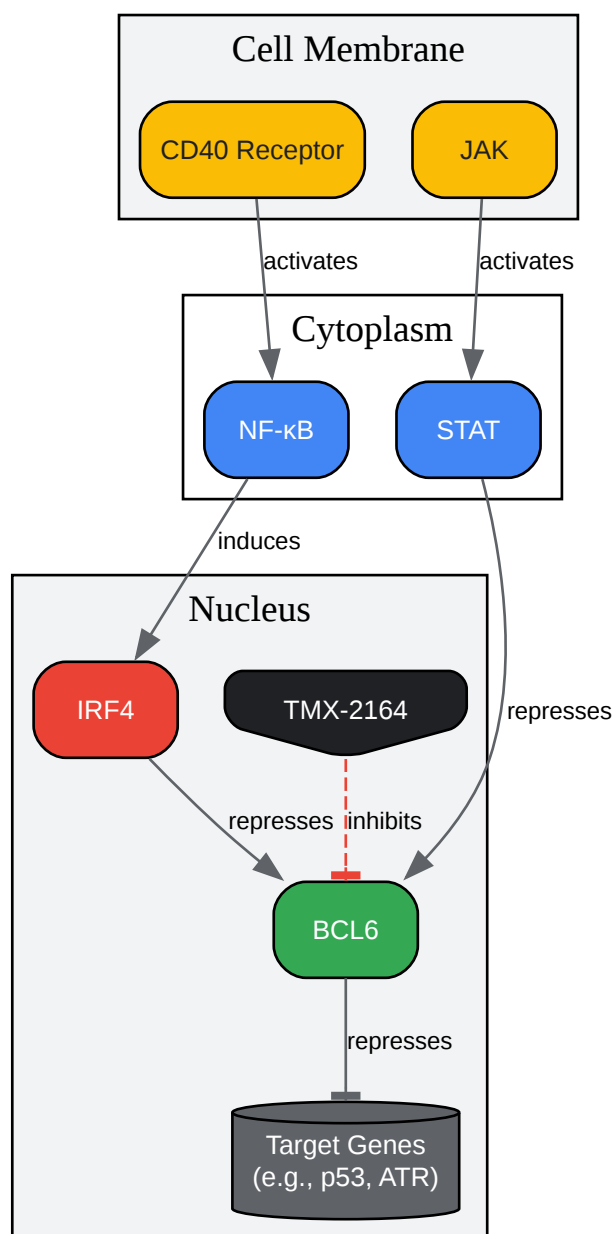 Cell Membrane
CD40 Receptor
JAK
activates
activates
Cytoplasm
NF-κB
STAT
induces
Nucleus
IRF4
TMX-2164
represses
represses
inhibits
BCL6
represses
Target Genes
(e.g., p53, ATR)